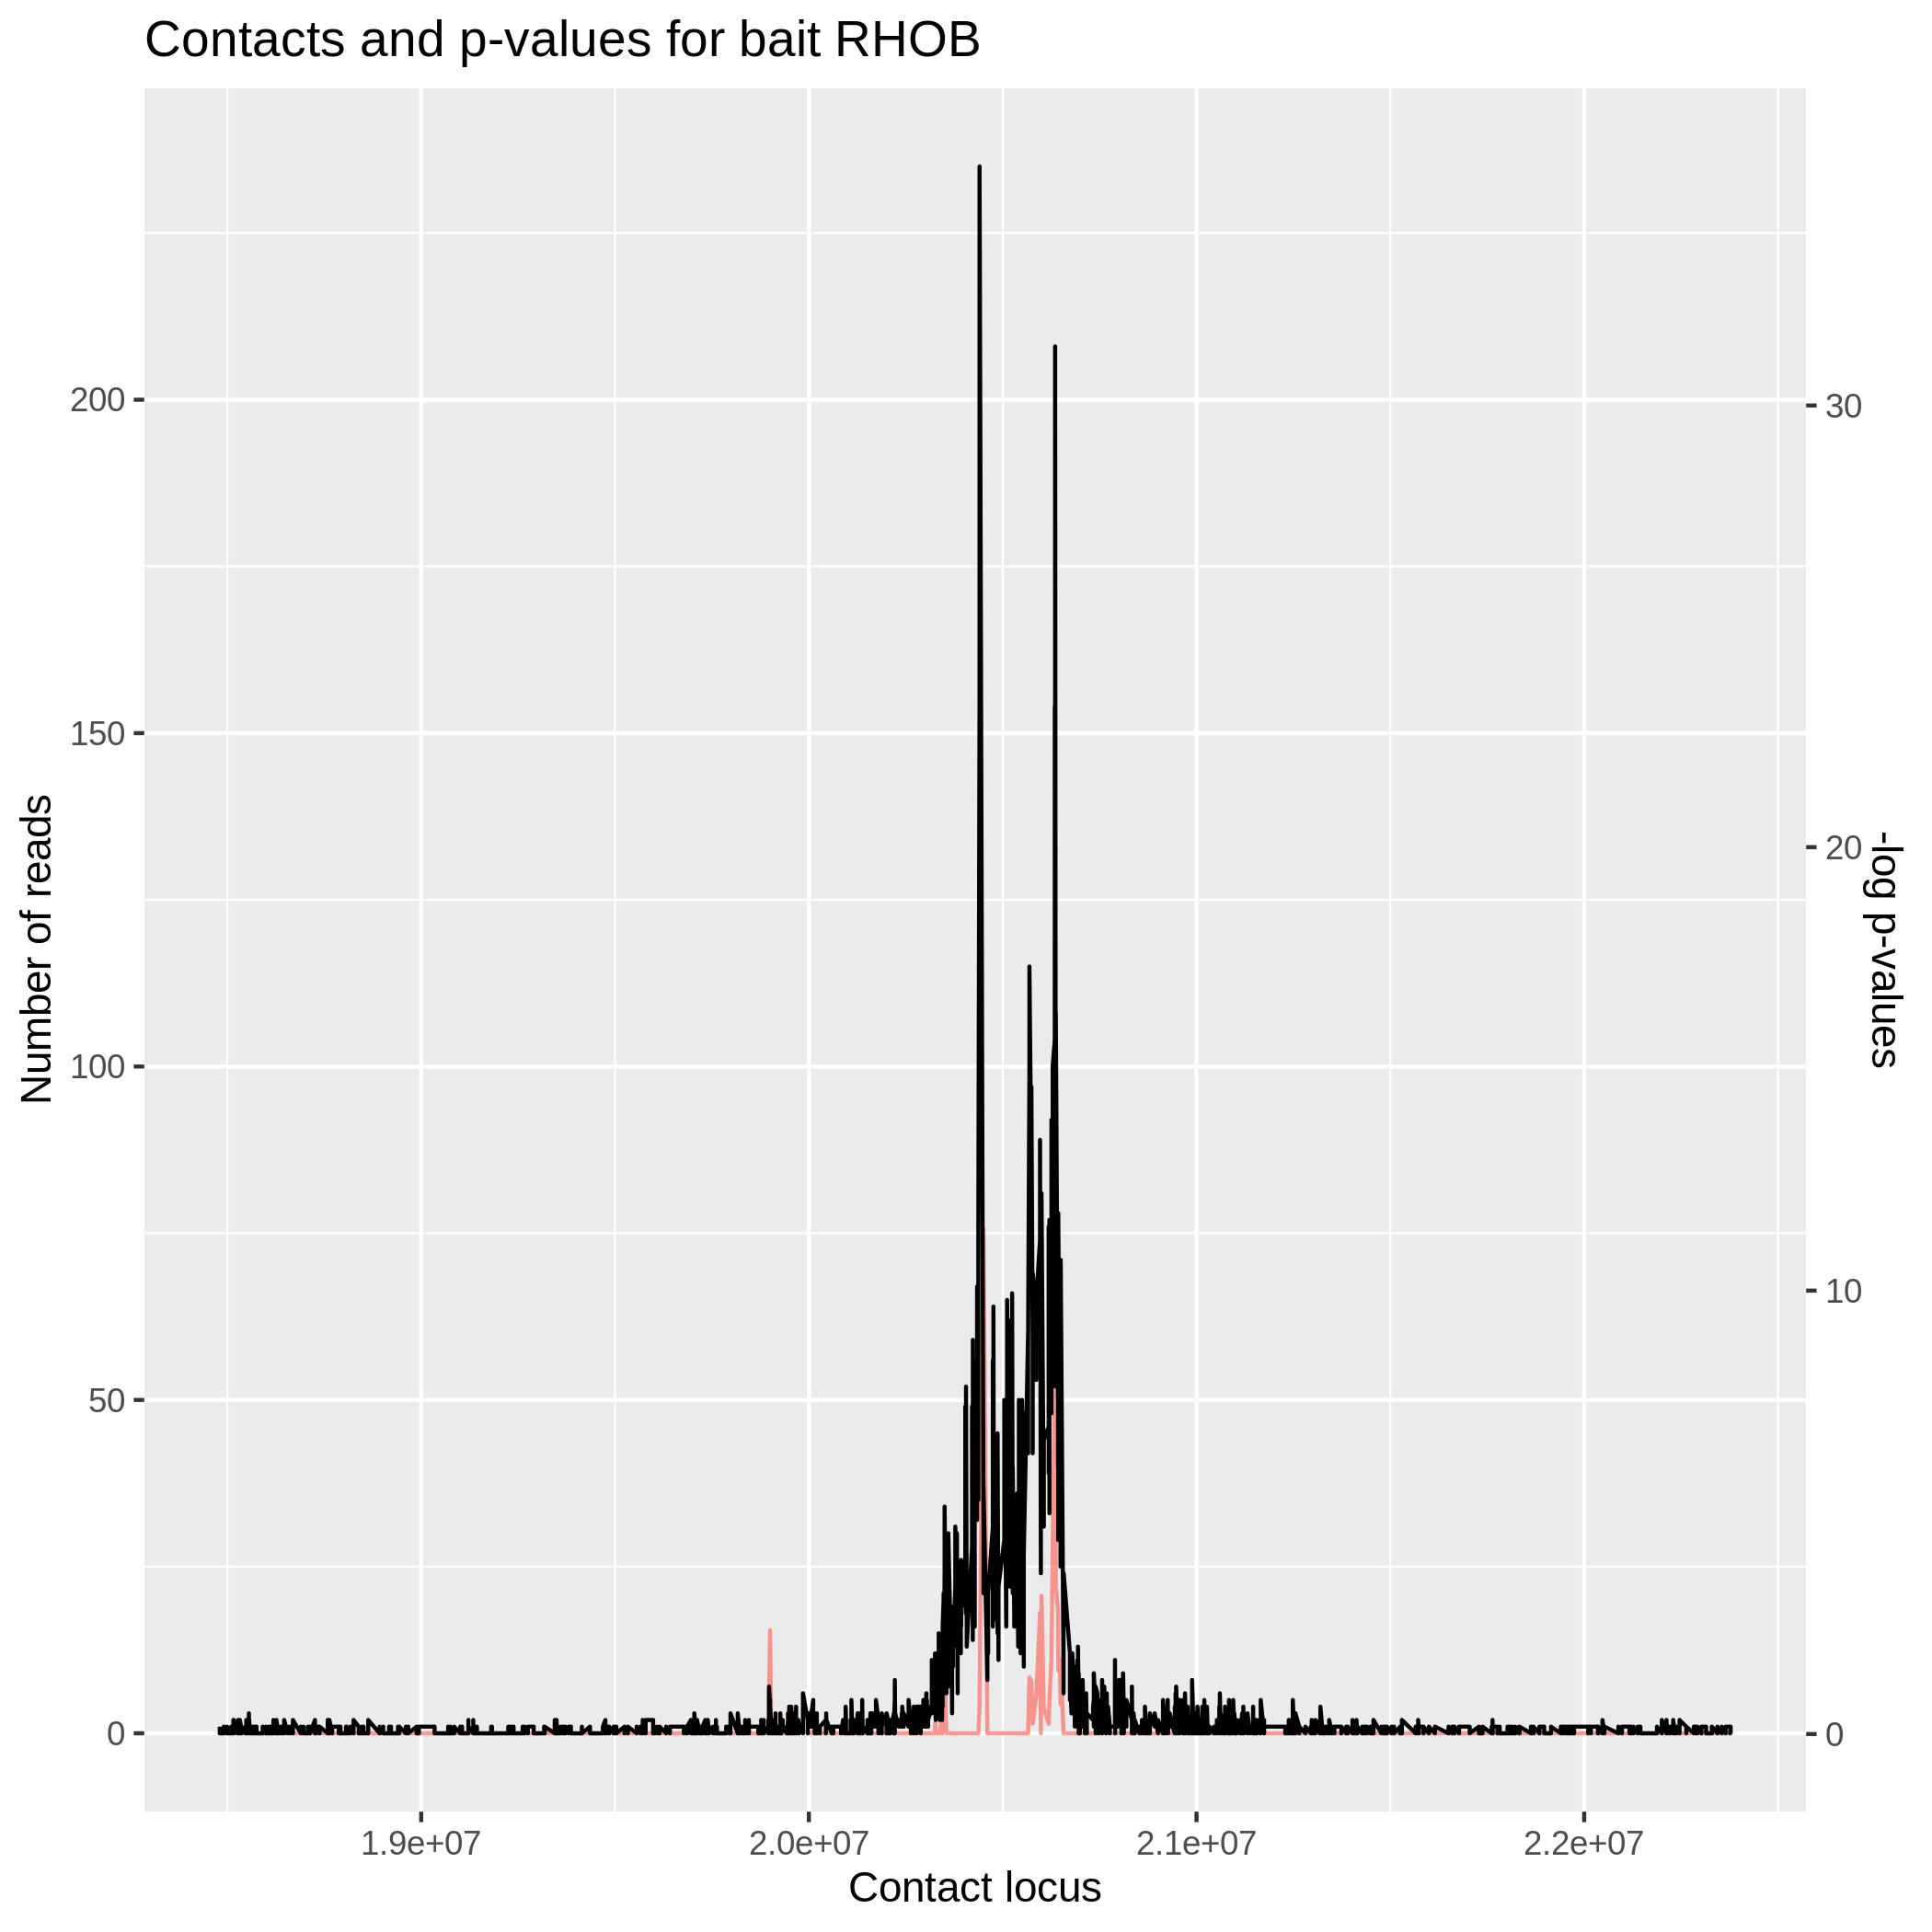 Contacts and p-values for bait RHOB
Number of reads
200
150
100
50
0
30
20
10
0
-log p-values
1.9e+07
2.0e+07
2.1e+07
2.2e+07
Contact locus